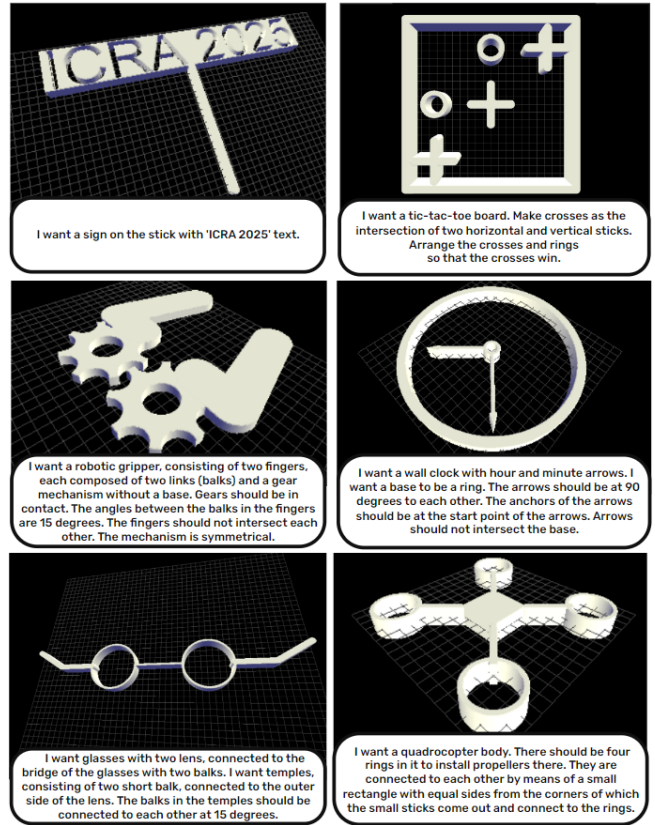 ICRA 2025
I want a sign on the stick with 'ICRA 2025' text.
I want a tic-tac-toe board. Make crosses as the
intersection of two horizontal and vertical sticks.
Arrange the crosses and rings
so that the crosses win.
I want a robotic gripper, consisting of two fingers,
each composed of two links (balks) and a gear
mechanism without a base. Gears should be in
contact. The angles between the balks in the fingers
are 15 degrees. The fingers should not intersect each
other. The mechanism is symmetrical.
I want a wall clock with hour and minute arrows. I
want a base to be a ring. The arrows should be at 90
degrees to each other. The anchors of the arrows
should be at the start point of the arrows. Arrows
should not intersect the base.
I want glasses with two lens, connected to the
bridge of the glasses with two balks. I want temples,
consisting of two short balk, connected to the outer
side of the lens. The balks in the temples should be
connected to each other at 15 degrees.
I want a quadrocopter body. There should be four
rings in it to install propellers there. They are
connected to each other by means of a small
rectangle with equal sides from the corners of which
the small sticks come out and connect to the rings.